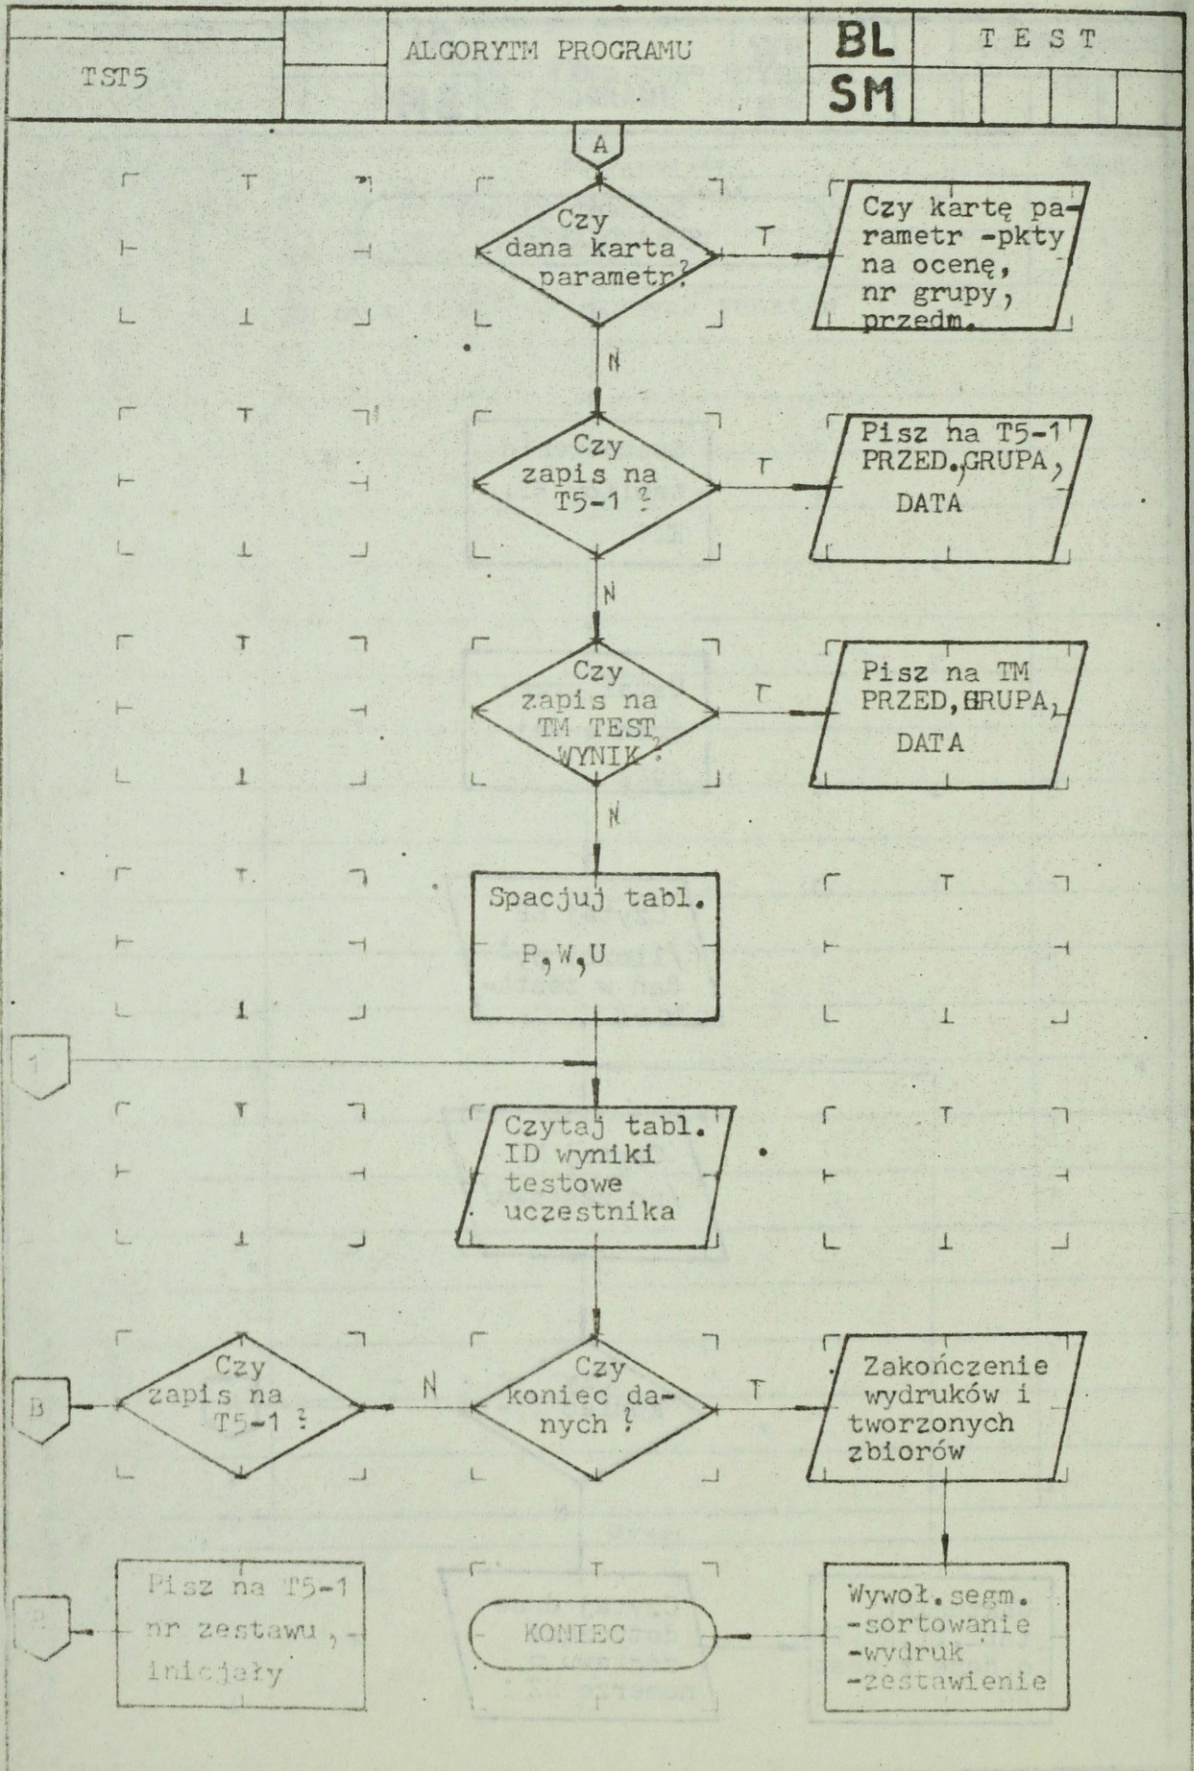 TST5
ALGORYTM PROGRAMU
BL
SM
T E S T
A
Czy
dana karta
parametr?
T
Czy kartę pa-
rametr -pkty
na ocenę,
nr grupy,
przedm.
N
Czy
zapis na
T5-1 ?
T
Pisz na T5-1
PRZED.,GRUPA,
DATA
N
Czy
zapis na
TM TEST
WYNIK?
T
Pisz na TM
PRZED,GRUPA,
DATA
N
Spacjuj tabl.
P,W,U
1
Czytaj tabl.
ID wyniki
testowe
uczestnika
B
Czy
zapis na
T5-1 ?
N
Czy
koniec da-
nych ?
T
Zakończenie
wydruków i
tworzonych
zbiorów
Pisz na T5-1
nr zestawu,
inicjały
KONIEC
Wywoł.segm.
-sortowanie
-wydruk
-zestawienie